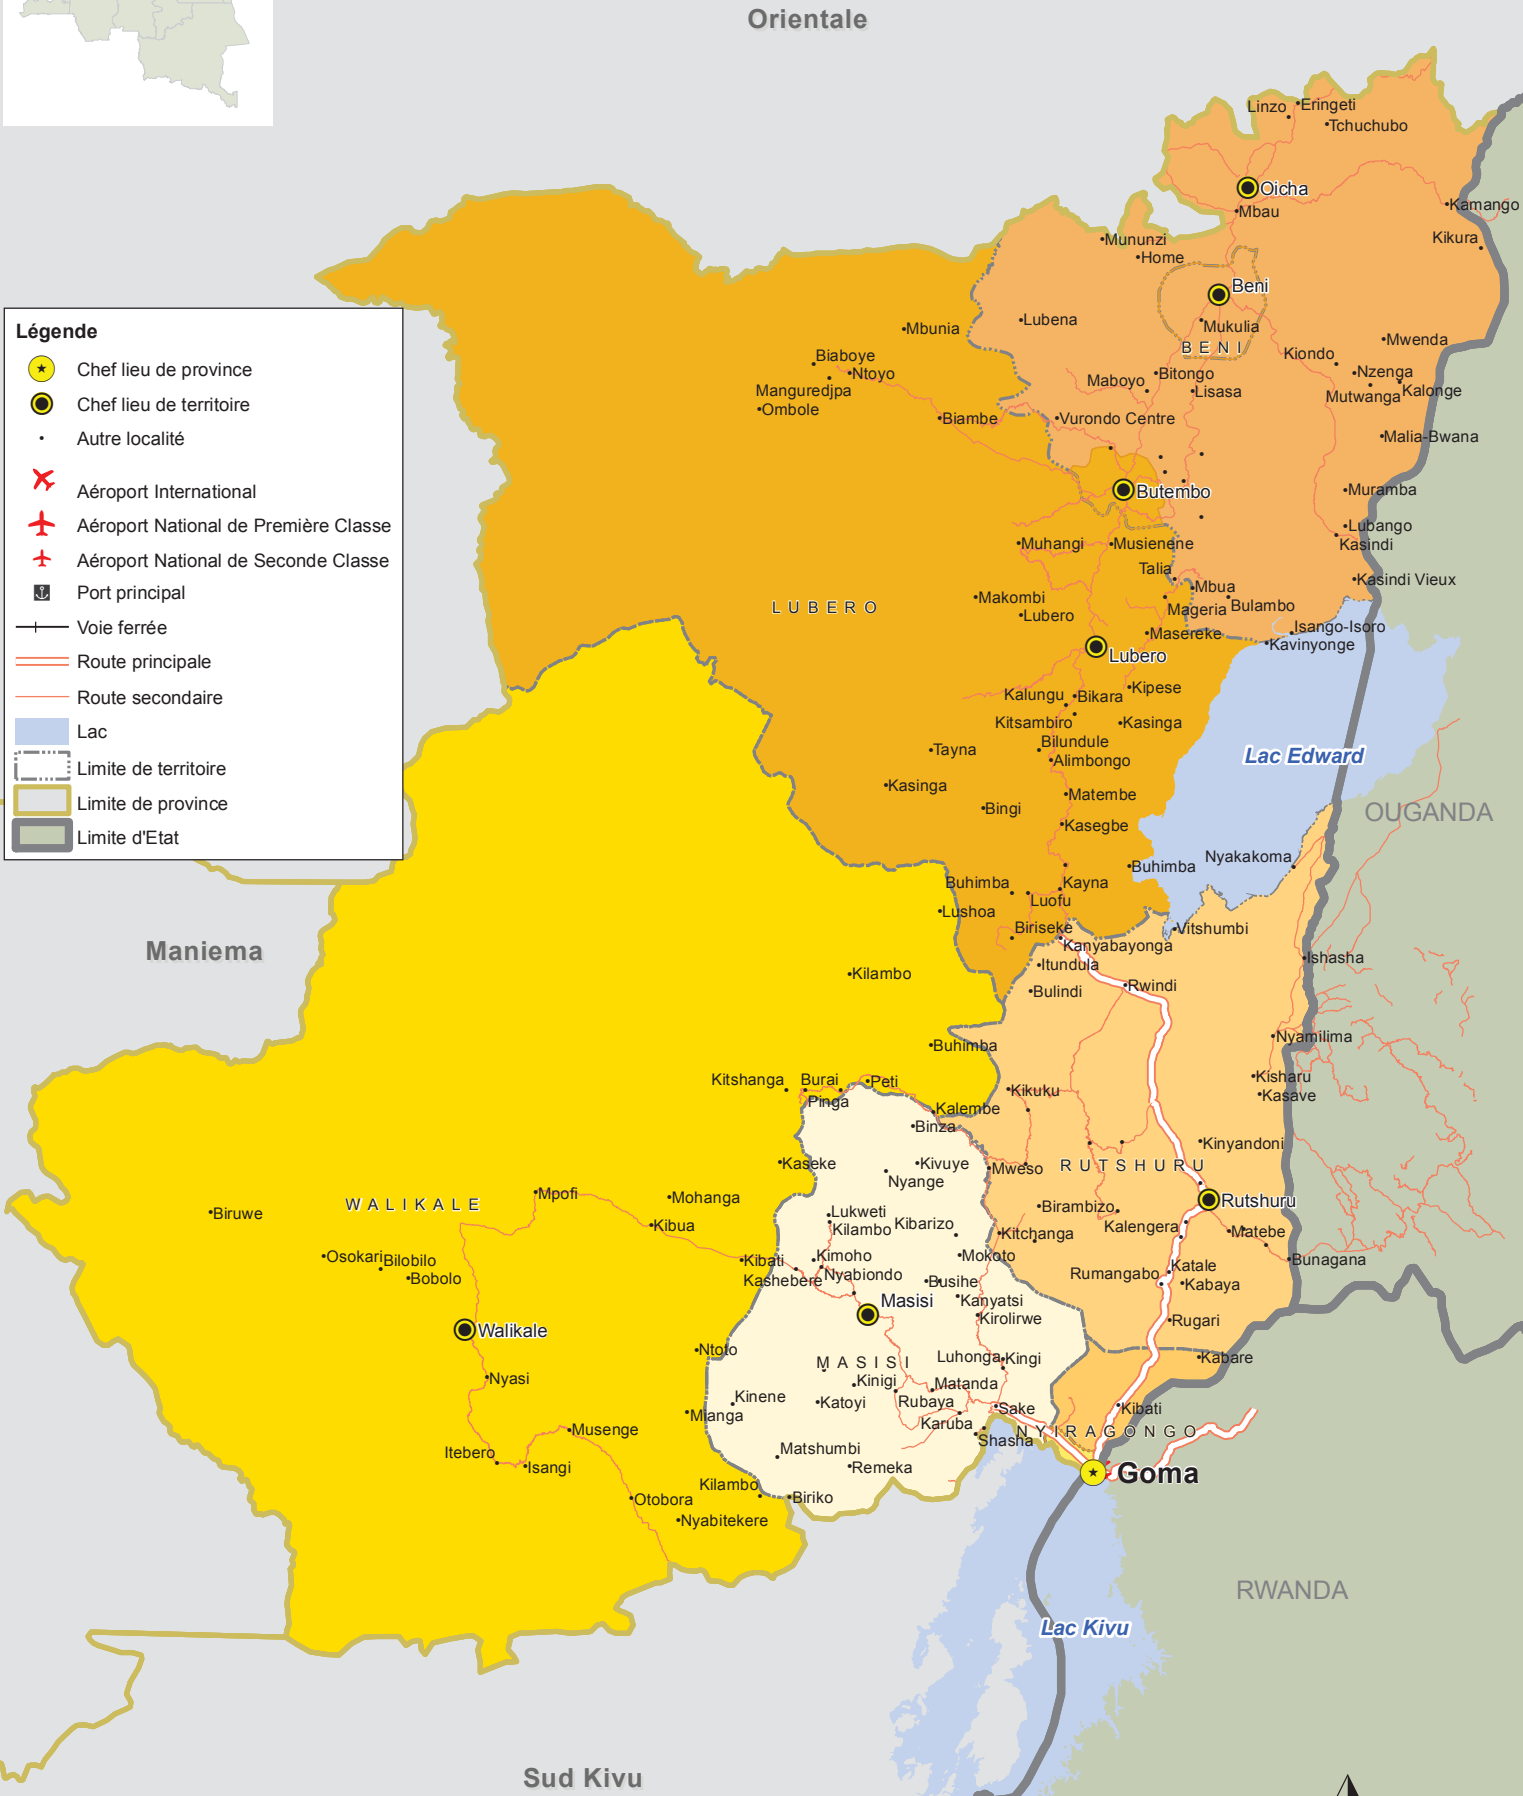 Orientale
Linzo
Eringeti
Tchuchubo
Oicha
Mbau
Kamango
Kikura
Mununzi
Home
Beni
Mukulia
BENI
Lubena
Mbunia
Biaboye
Ntoyo
Manguredjpa
Ombole
Biambe
Mwenda
Kiondo
Nzenga
Mutwanga
Kalonge
Maboyo
Bitongo
Lisasa
Vurondo Centre
Malia-Bwana
Butembo
Muramba
Lubango
Kasindi
Kasindi Vieux
Muhangi
Musienene
Talia
Mbua
Mageria
Bulambo
Makombi
Lubero
LUBERO
Masereke
Isango-Isoro
Kavinyonge
Lubero
Kalungu
Bikara
Kipese
Kitsambiro
Kasinga
Bilundule
Alimbongo
Tayna
Kasinga
Bingi
Matembe
Kasegbe
Lac Edward
OUGANDA
Nyakakoma
Buhimba
Buhimba
Kayna
Luofu
Lushoa
Biriseke
Kanyabayonga
Vitshumbi
Itundula
Bulindi
Rwindi
Ishasha
Kilambo
Buhimba
Nyamilima
Kisharu
Kasave
Kitshanga
Burai
Peti
Pinga
Kalembe
Kikuku
Binza
Kinyandoni
Kaseke
Kivuye
Nyange
Mweso
RUTSHURU
Rutshuru
WALIKALE
Mpofi
Mohanga
Biruwe
Kibua
Lukweti
Kilambo
Kibarizo
Birambizo
Kalengera
Matebe
Kitchanga
Osokari
Bilobilo
Bobolo
Kibati
Kimoho
Mokoto
Kashebere
Nyabiondo
Busihe
Rumangabo
Katale
Kabaya
Bunagana
Kanyatsi
Kirolirwe
Masisi
Rugari
Walikale
Ntoto
MASISI
Luhonga
Kingi
Kabare
Nyasi
Kinigi
Matanda
Kinene
Katoyi
Rubaya
Sake
Kibati
Mianga
Karuba
Shasha
NYIRAGONGO
Musenge
Itebero
Isangi
Matshumbi
Remeka
Goma
Kilambo
Biriko
Otobora
Nyabitekere
RWANDA
Lac Kivu
Sud Kivu
Maniema
Légende
Chef lieu de province
Chef lieu de territoire
Autre localité
Aéroport International
Aéroport National de Première Classe
Aéroport National de Seconde Classe
Port principal
Voie ferrée
Route principale
Route secondaire
Lac
Limite de territoire
Limite de province
Limite d'Etat